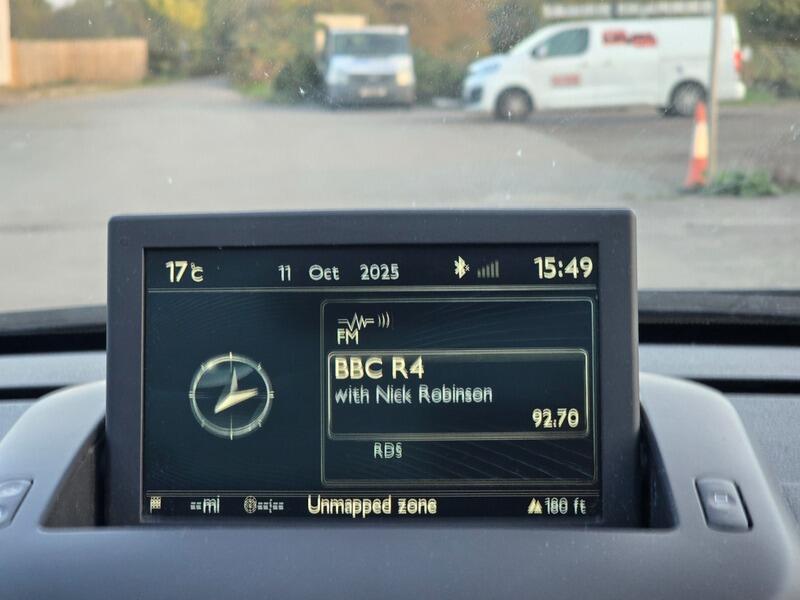 17°C 11 Oct 2025 15:49
FM
BBC R4
with Nick Robinson
92.70
RDS
--mi --:-- Unmapped zone 180 ft